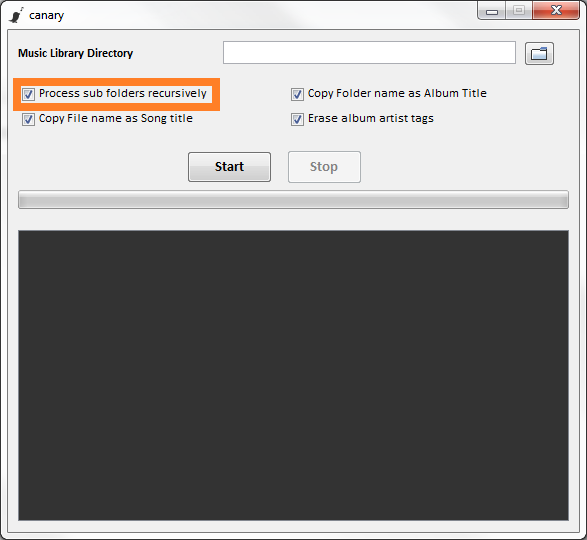 canary
Music Library Directory
Process sub folders recursively
Copy Folder name as Album Title
Copy File name as Song title
Erase album artist tags
Start
Stop